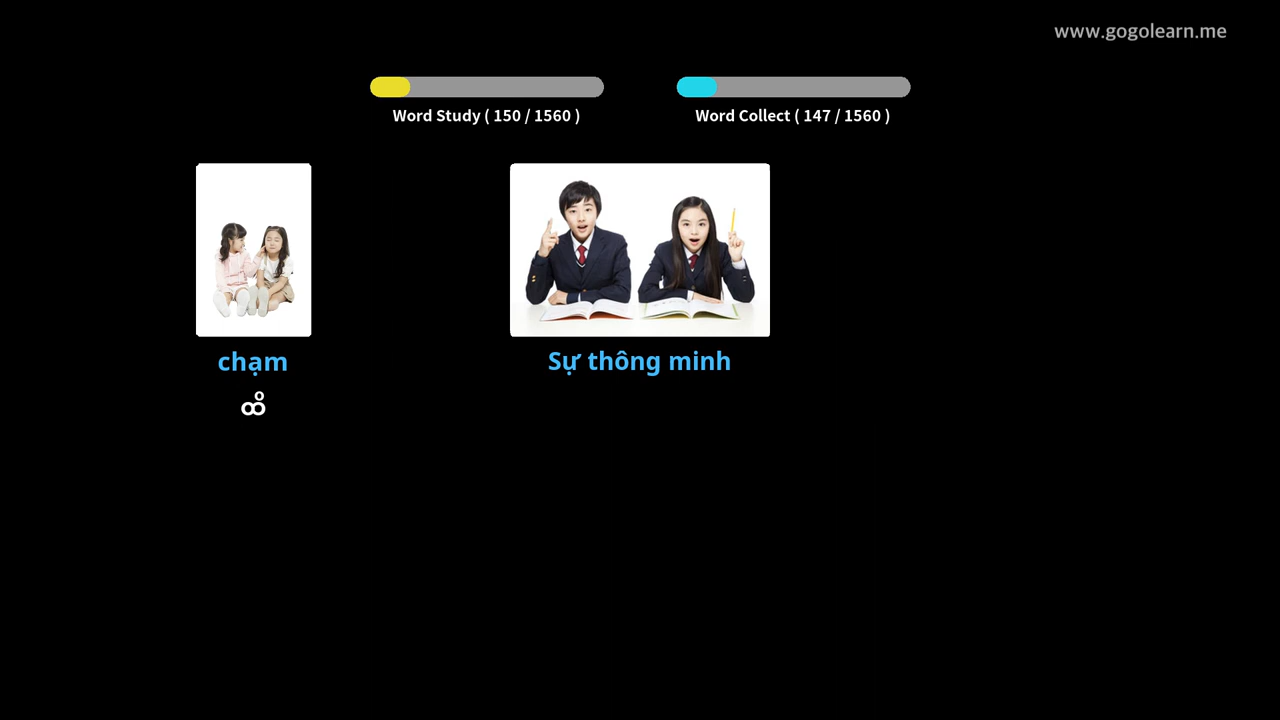 www.gogolearn.me
Word Study ( 150 / 1560 )
Word Collect ( 147 / 1560 )
chạm
Sự thông minh
ထိ